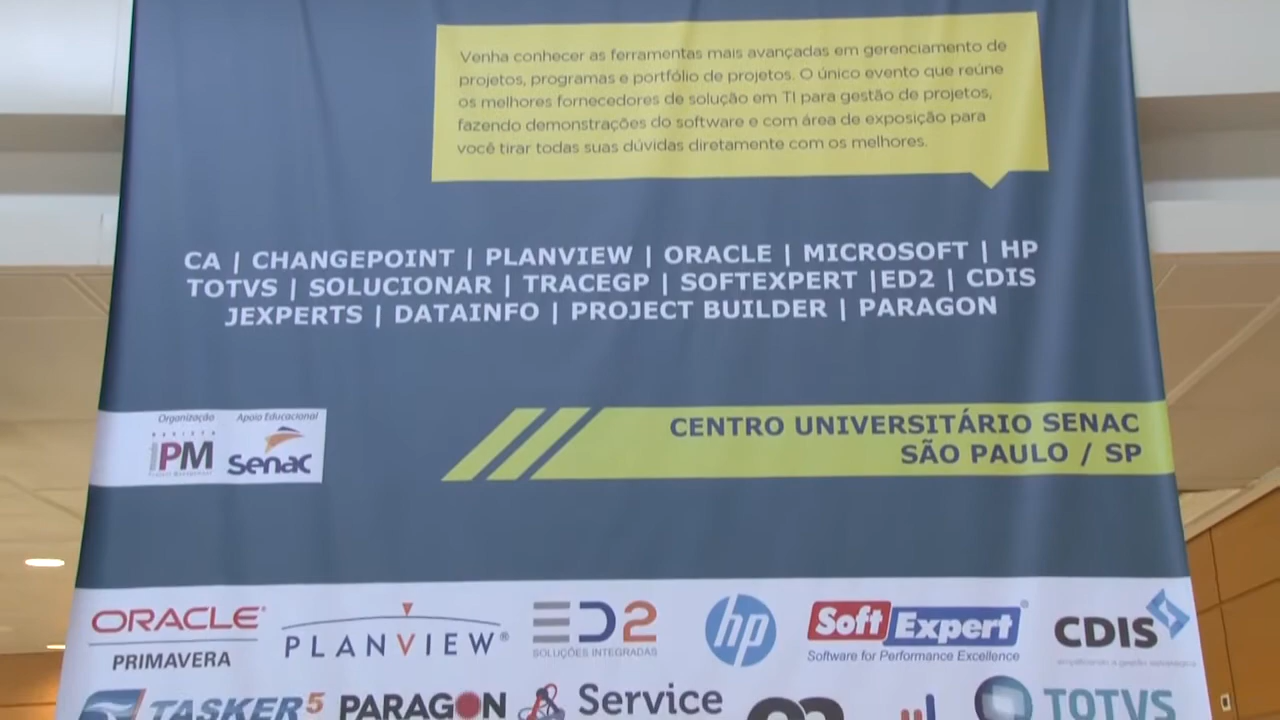 Venha conhecer as ferramentas mais avançadas em gerenciamento de
projetos, programas e portfólio de projetos. O único evento que reúne
os melhores fornecedores de solução em TI para gestão de projetos,
fazendo demonstrações do software e com área de exposição para
você tirar todas suas dúvidas diretamente com os melhores.
CA | CHANGEPOINT | PLANVIEW | ORACLE | MICROSOFT | HP
TOTVS | SOLUCIONAR | TRACEGP | SOFTEXPERT |ED2 | CDIS
JEXPERTS | DATAINFO | PROJECT BUILDER | PARAGON
Organização
Apoio Educacional
REVISTA
PM
senac
CENTRO UNIVERSITÁRIO SENAC
SÃO PAULO / SP
ORACLE®
PRIMAVERA
PLANVIEW®
ED2
SOLUÇÕES INTEGRADAS
hp
®
Soft Expert
Software for Performance Excellence
CDIS
TASKER 5
PARAGON
Service
TOTVS